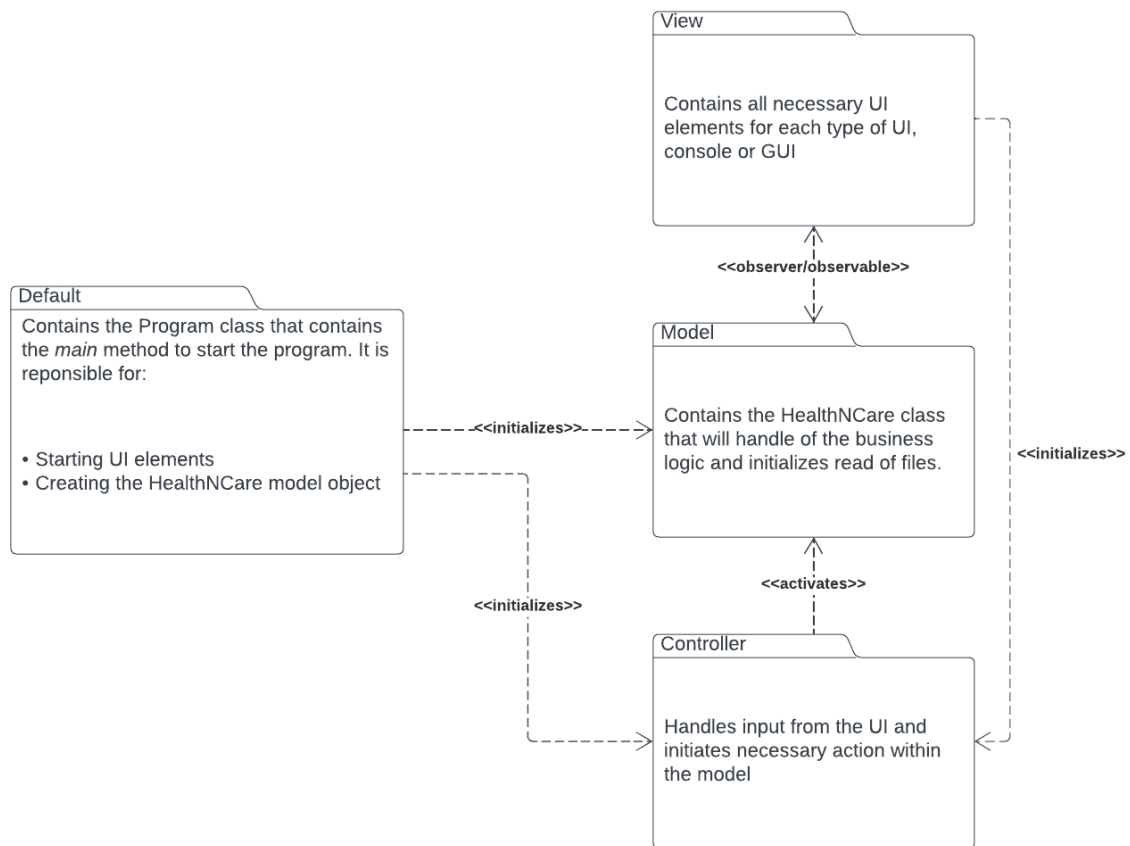 View
Contains all necessary UI
elements for each type of UI,
console or GUI
<<observer/observable>>
Default
Contains the Program class that contains
the main method to start the program. It is
reponsible for:
• Starting UI elements
• Creating the HealthNCare model object
<<initializes>>
Model
Contains the HealthNCare class
that will handle of the business
logic and initializes read of files.
<<initializes>>
<<activates>>
<<initializes>>
Controller
Handles input from the UI and
initiates necessary action within
the model